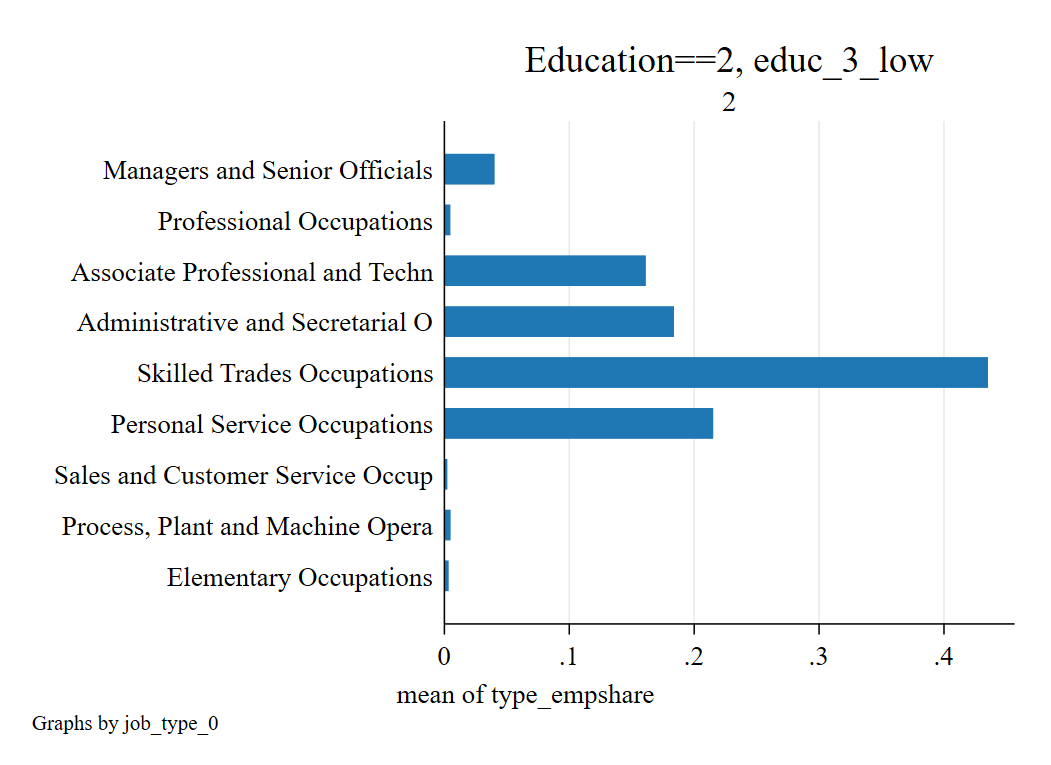 Education==2, educ_3_low
2
Managers and Senior Officials
Professional Occupations
Associate Professional and Techn
Administrative and Secretarial O
Skilled Trades Occupations
Personal Service Occupations
Sales and Customer Service Occup
Process, Plant and Machine Opera
Elementary Occupations
0 .1 .2 .3 .4
mean of type_empshare
Graphs by job_type_0